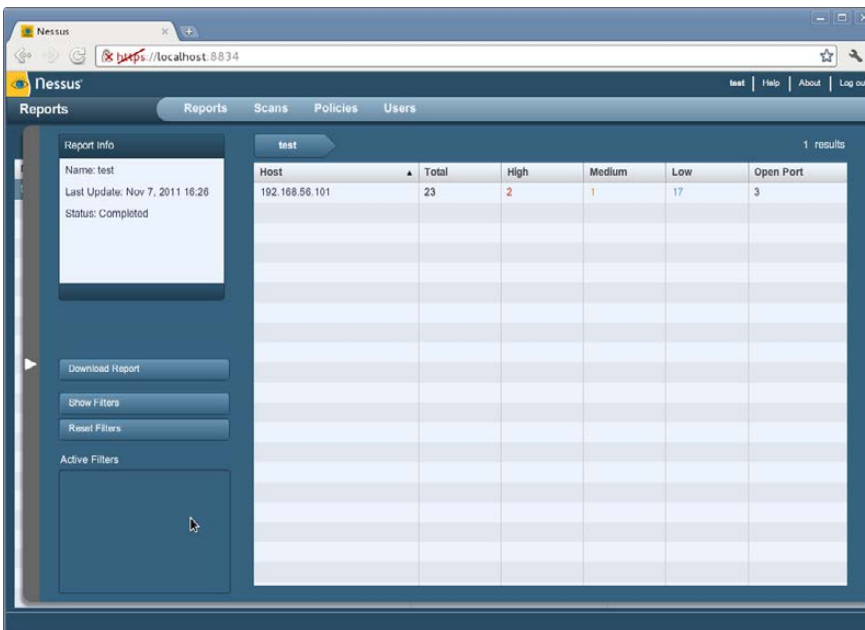 Nessus
https://localhost:8834
Nessus
test | Help | About | Log ou
Reports
Reports Scans Policies Users
Report Info
Name: test
Last Update: Nov 7, 2011 16:26
Status: Completed
Download Report
Show Filters
Reset Filters
Active Filters
test
1 results
Host Total High Medium Low Open Port
192.168.56.101 23 2 1 17 3